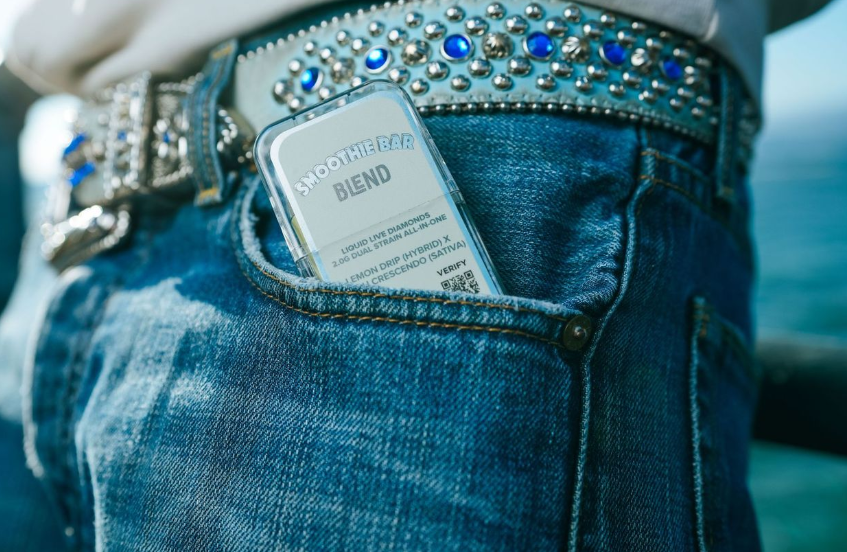 SMOOTHIE BAR
BLEND
LIQUID LIVE DIAMONDS
2.0G DUAL STRAIN ALL-IN-ONE
LEMON DRIP (HYBRID) X
CRESCENDO (SATIVA)
VERIFY